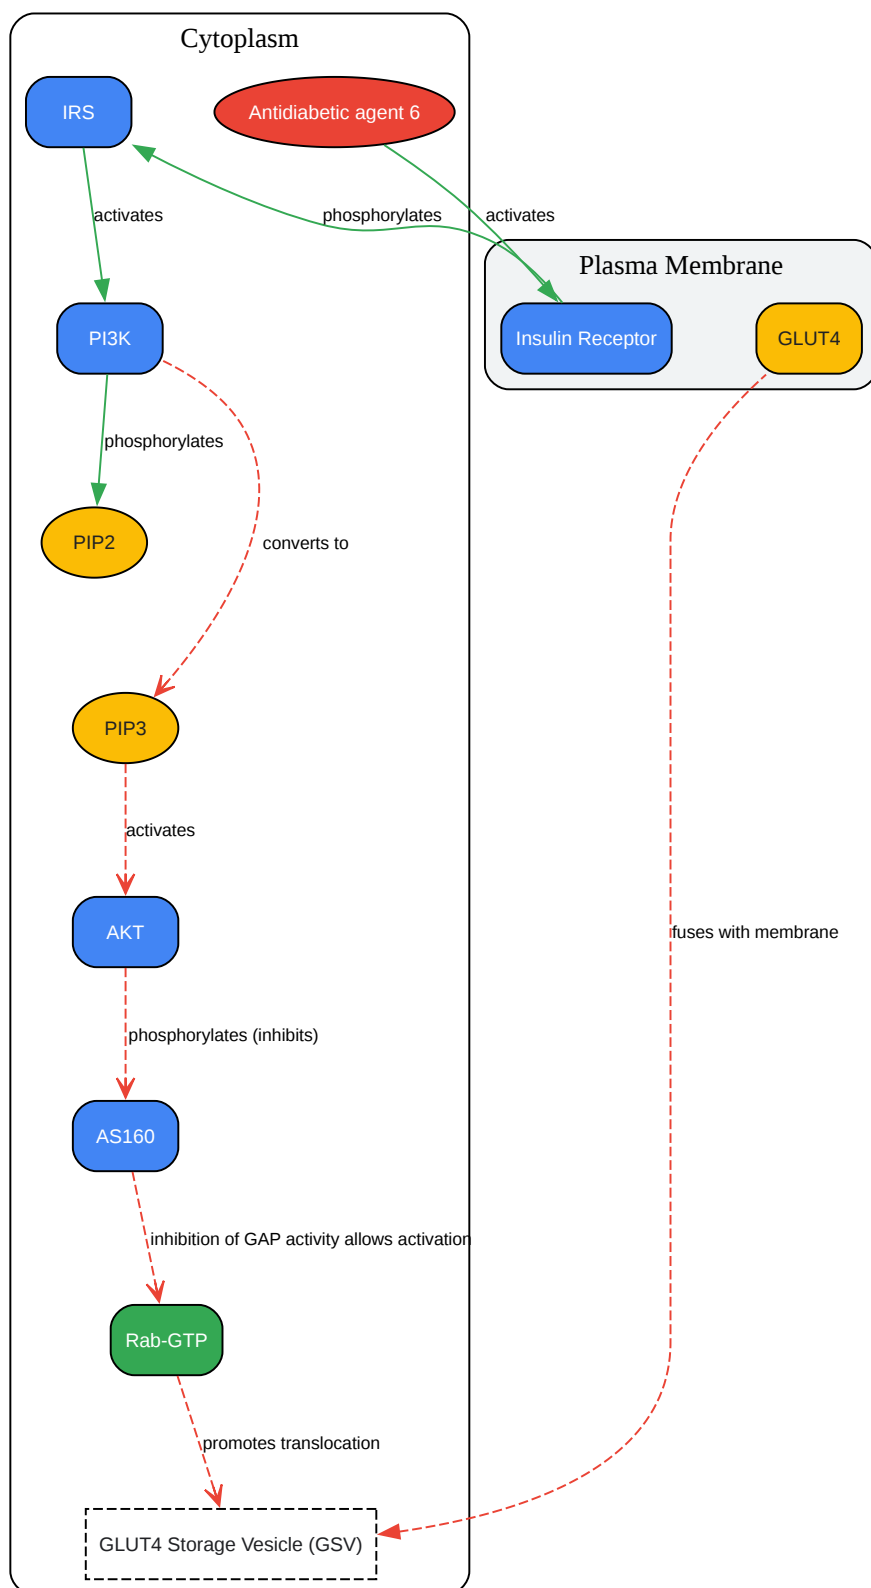 Cytoplasm
IRS
Antidiabetic agent 6
activates
phosphorylates
activates
Plasma Membrane
PI3K
Insulin Receptor
GLUT4
phosphorylates
PIP2
converts to
PIP3
activates
AKT
fuses with membrane
phosphorylates (inhibits)
AS160
inhibition of GAP activity allows activation
Rab-GTP
promotes translocation
GLUT4 Storage Vesicle (GSV)